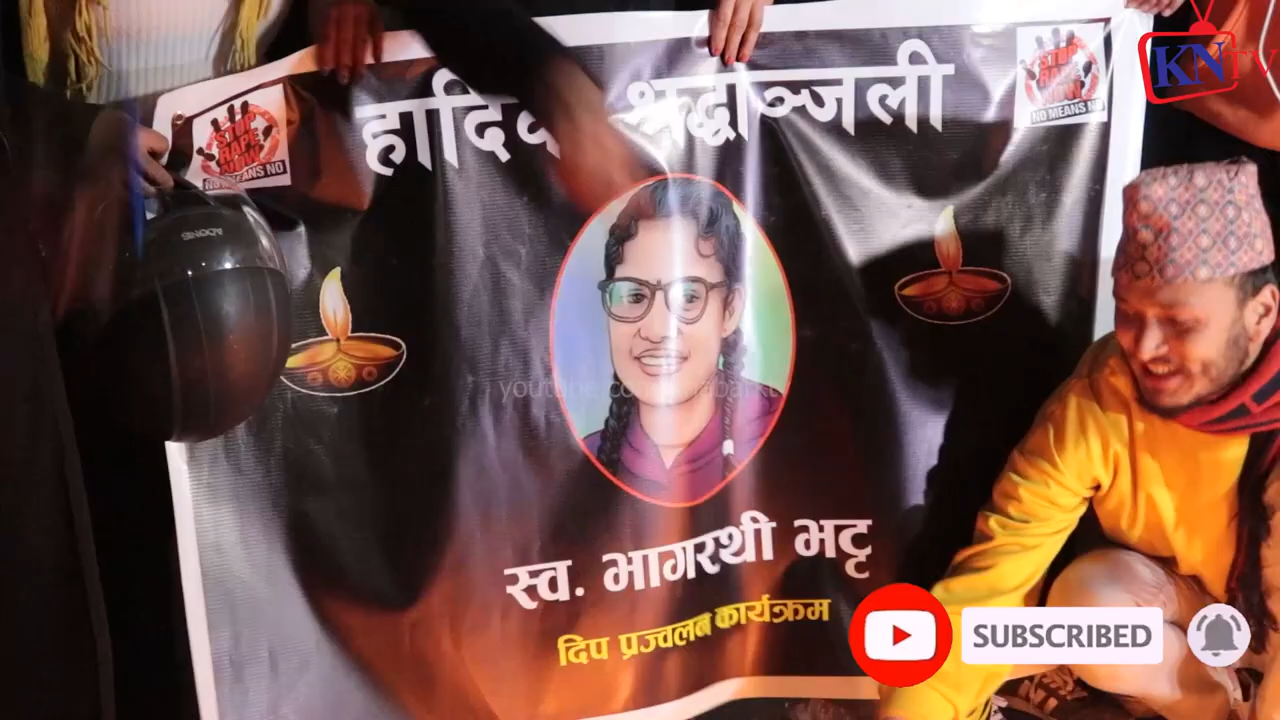 हार्दिक श्रद्धाञ्जली
STOP
RAPE
NOW
NO MEANS NO
STOP
RAPE
NOW
NO MEANS NO
KNTV
ADONIS
स्व. भागरथी भट्ट
दिप प्रज्वलन कार्यक्रम
SUBSCRIBED